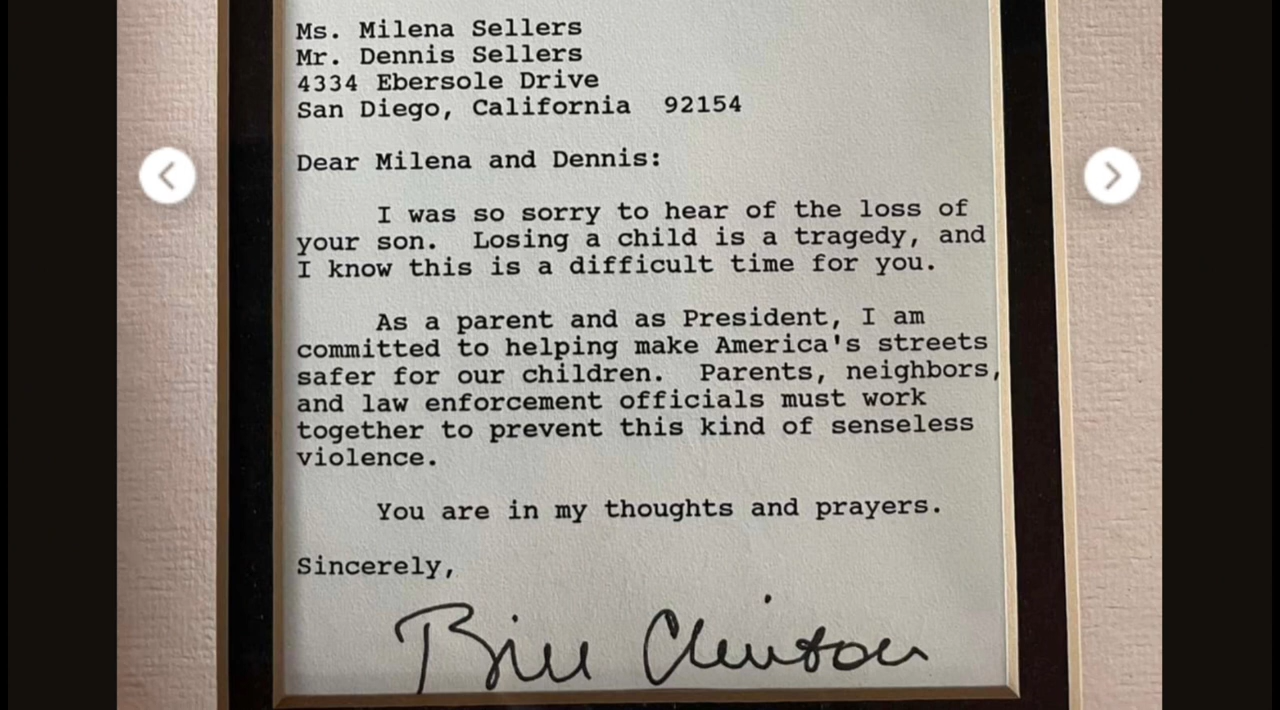 Ms. Milena Sellers
Mr. Dennis Sellers
4334 Ebersole Drive
San Diego, California  92154
Dear Milena and Dennis:
I was so sorry to hear of the loss of
your son.  Losing a child is a tragedy, and
I know this is a difficult time for you.
As a parent and as President, I am
committed to helping make America's streets
safer for our children.  Parents, neighbors,
and law enforcement officials must work
together to prevent this kind of senseless
violence.
You are in my thoughts and prayers.
Sincerely,
Bill Clinton